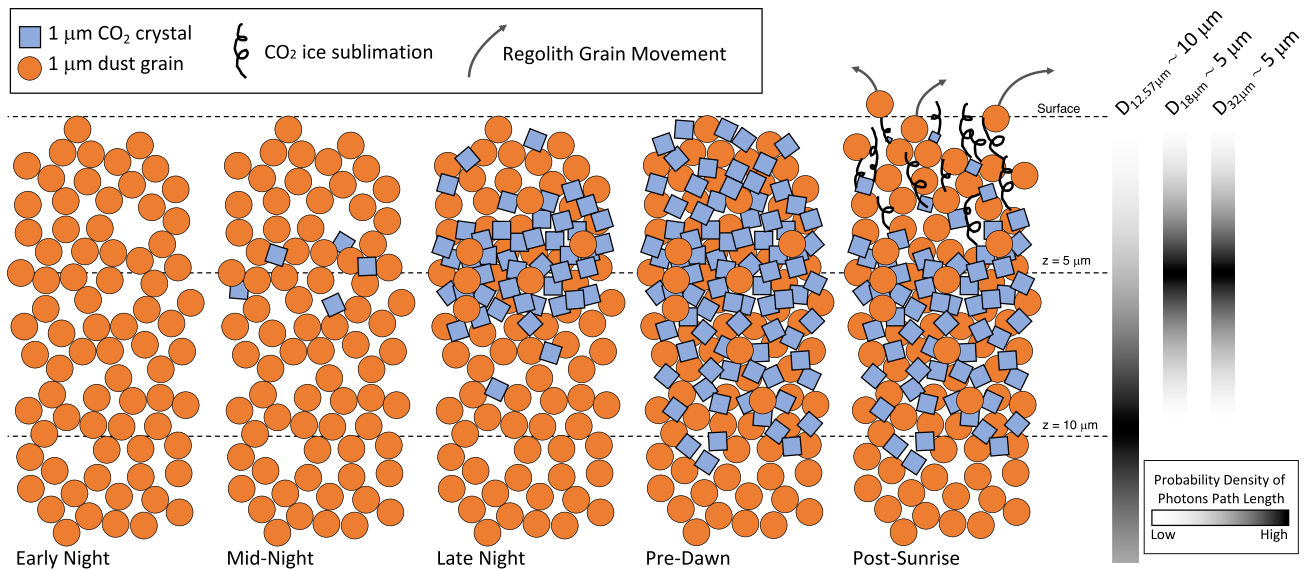 1 μm CO₂ crystal
1 μm dust grain
CO₂ ice sublimation
Regolith Grain Movement
D₁₂.₅₇μm ~ 10 μm
D₁₈μm ~ 5 μm
D₃₂μm ~ 5 μm
Surface
z = 5 μm
z = 10 μm
Probability Density of
Photons Path Length
Low High
Early Night
Mid-Night
Late Night
Pre-Dawn
Post-Sunrise